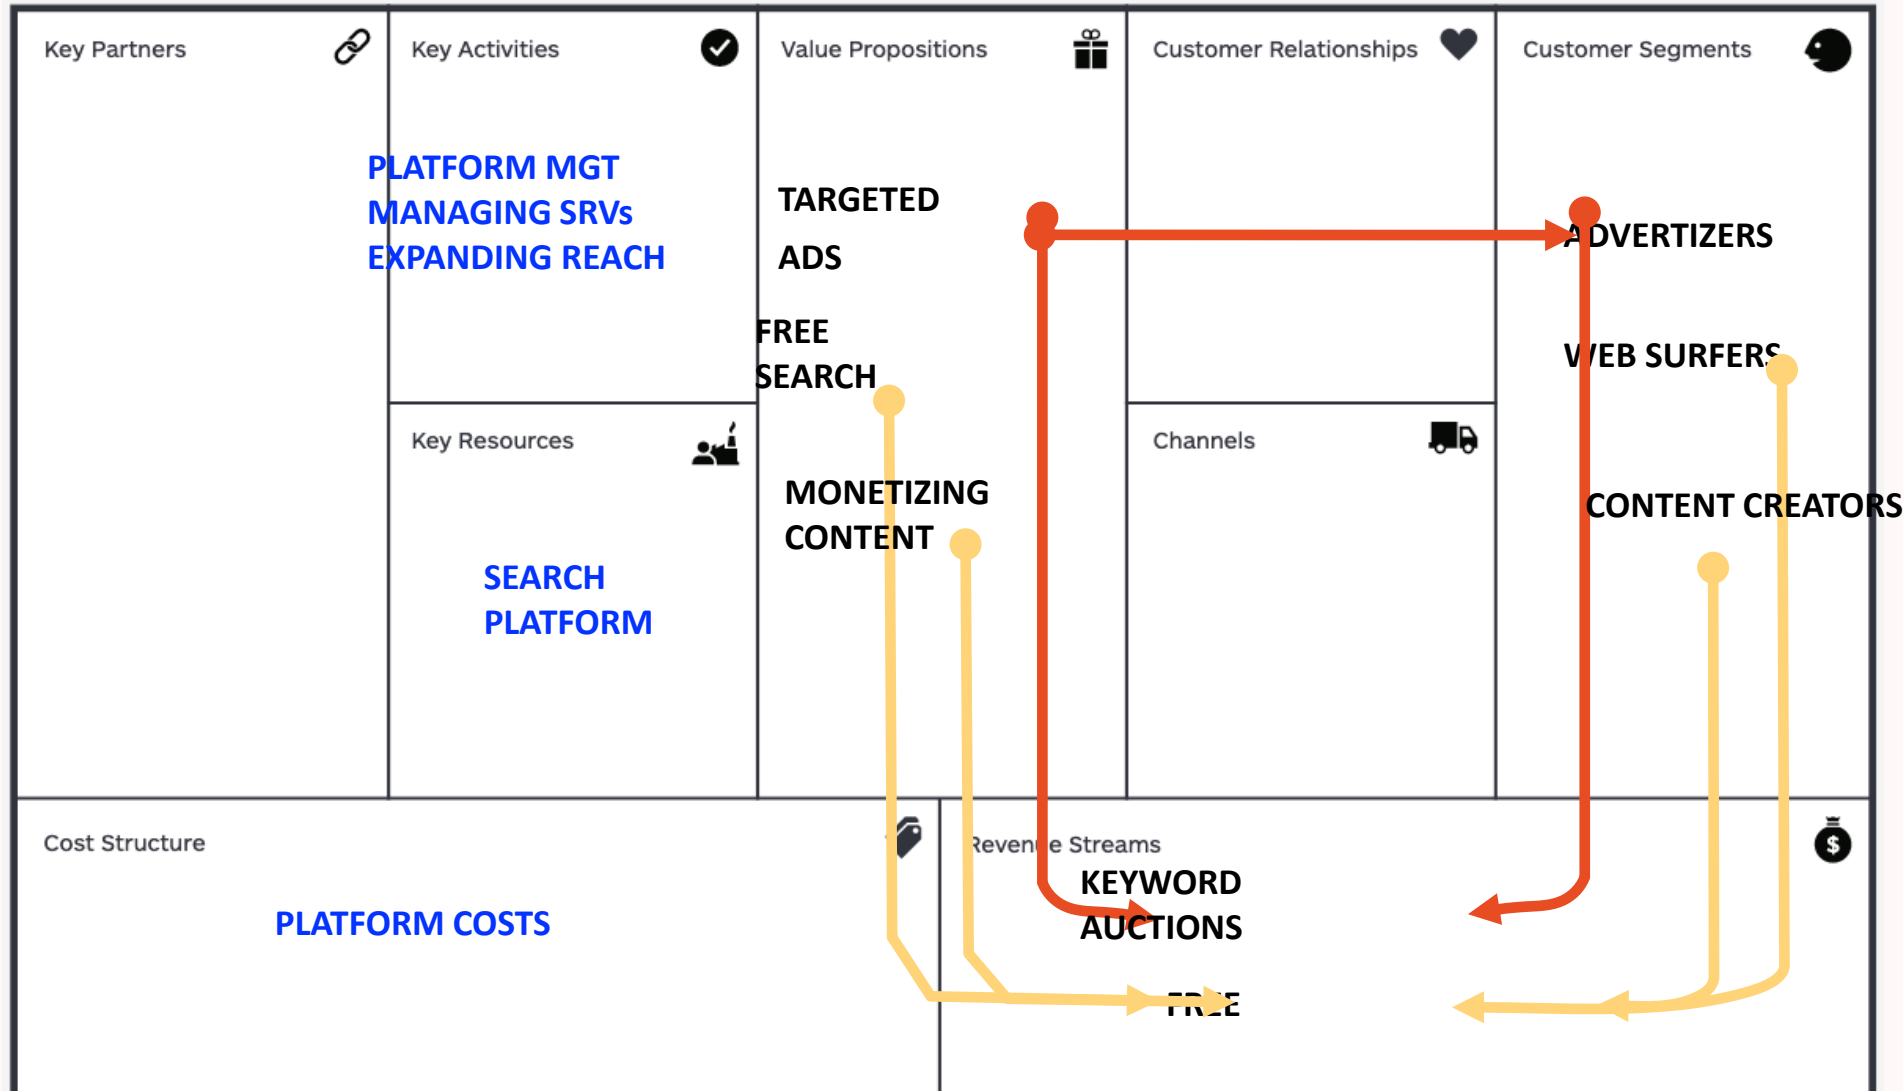 Key Partners
Key Activities
PLATFORM MGT
MANAGING SRVs
EXPANDING REACH
Key Resources
SEARCH
PLATFORM
Value Propositions
TARGETED
ADS
FREE
SEARCH
MONETIZING
CONTENT
Customer Relationships
Channels
Customer Segments
ADVERTIZERS
WEB SURFERS
CONTENT CREATORS
Cost Structure
PLATFORM COSTS
Revenue Streams
KEYWORD
AUCTIONS
FREE
$